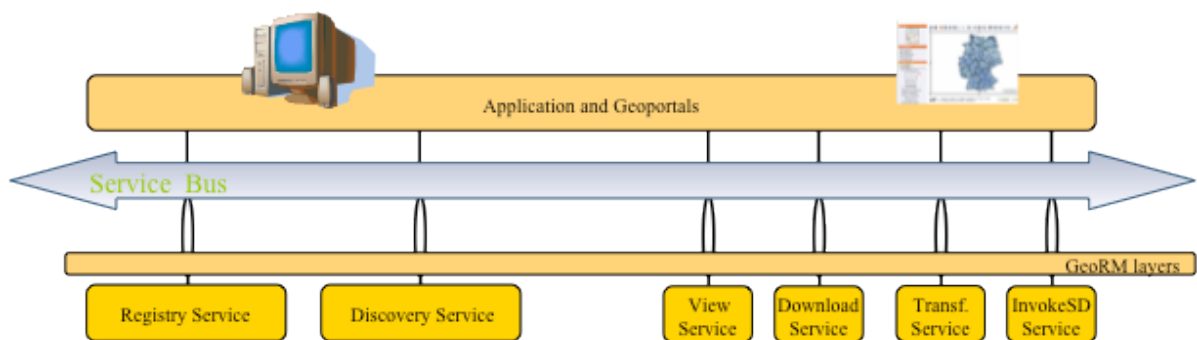 Application and Geoportals
Service Bus
GeoRM layers
Registry Service
Discovery Service
View
Service
Download
Service
Transf.
Service
InvokeSD
Service